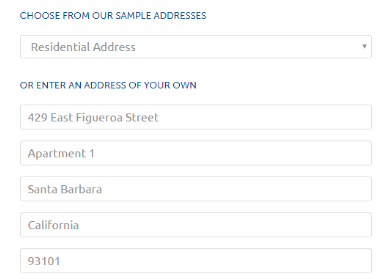 CHOOSE FROM OUR SAMPLE ADDRESSES
Residential Address
OR ENTER AN ADDRESS OF YOUR OWN
429 East Figueroa Street
Apartment 1
Santa Barbara
California
93101